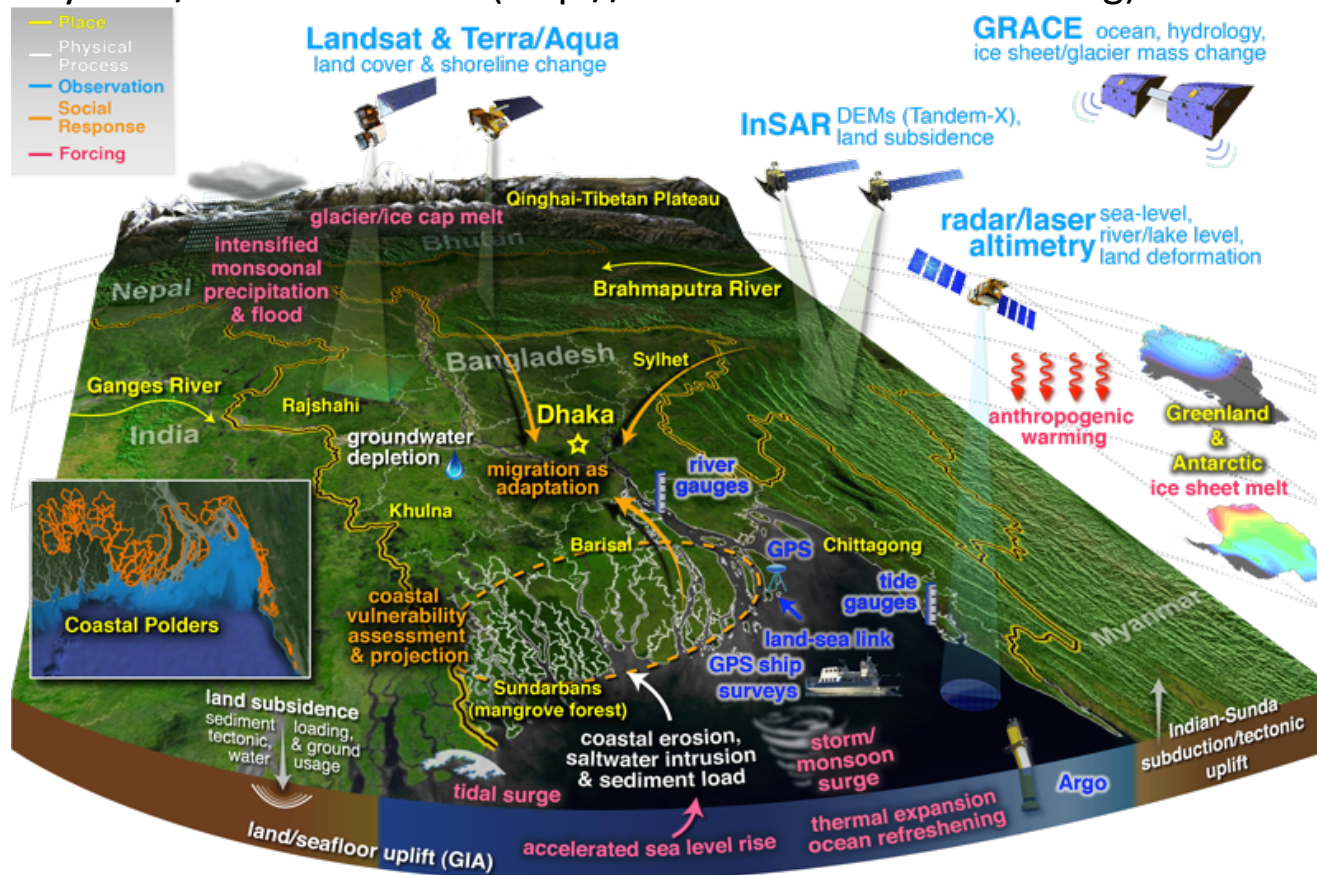 Place
Physical
Process
Observation
Social
Response
Forcing
Landsat & Terra/Aqua
land cover & shoreline change
GRACE ocean, hydrology,
ice sheet/glacier mass change
InSAR DEMs (Tandem-X),
land subsidence
radar/laser
altimetry
sea-level,
river/lake level,
land deformation
Qinghai-Tibetan Plateau
glacier/ice cap melt
Bhutan
intensified
monsoonal
precipitation
& flood
Nepal
Brahmaputra River
Bangladesh
Sylhet
Ganges River
Rajshahi
India
Dhaka
groundwater
depletion
migration as
adaptation
river
gauges
anthropogenic
warming
Greenland
&
Antarctic
ice sheet melt
Khulna
Barisal
GPS
Chittagong
tide
gauges
coastal
vulnerability
assessment
& projection
Coastal Polders
land-sea link
GPS ship
surveys
Myanmar
Sundarbans
(mangrove forest)
land subsidence
sediment loading,
tectonic, & ground
water usage
coastal erosion,
saltwater intrusion
& sediment load
storm/
monsoon
surge
Indian-Sunda
subduction/tectonic
uplift
tidal surge
Argo
thermal expansion
ocean refreshening
accelerated sea level rise
land/seafloor uplift (GIA)